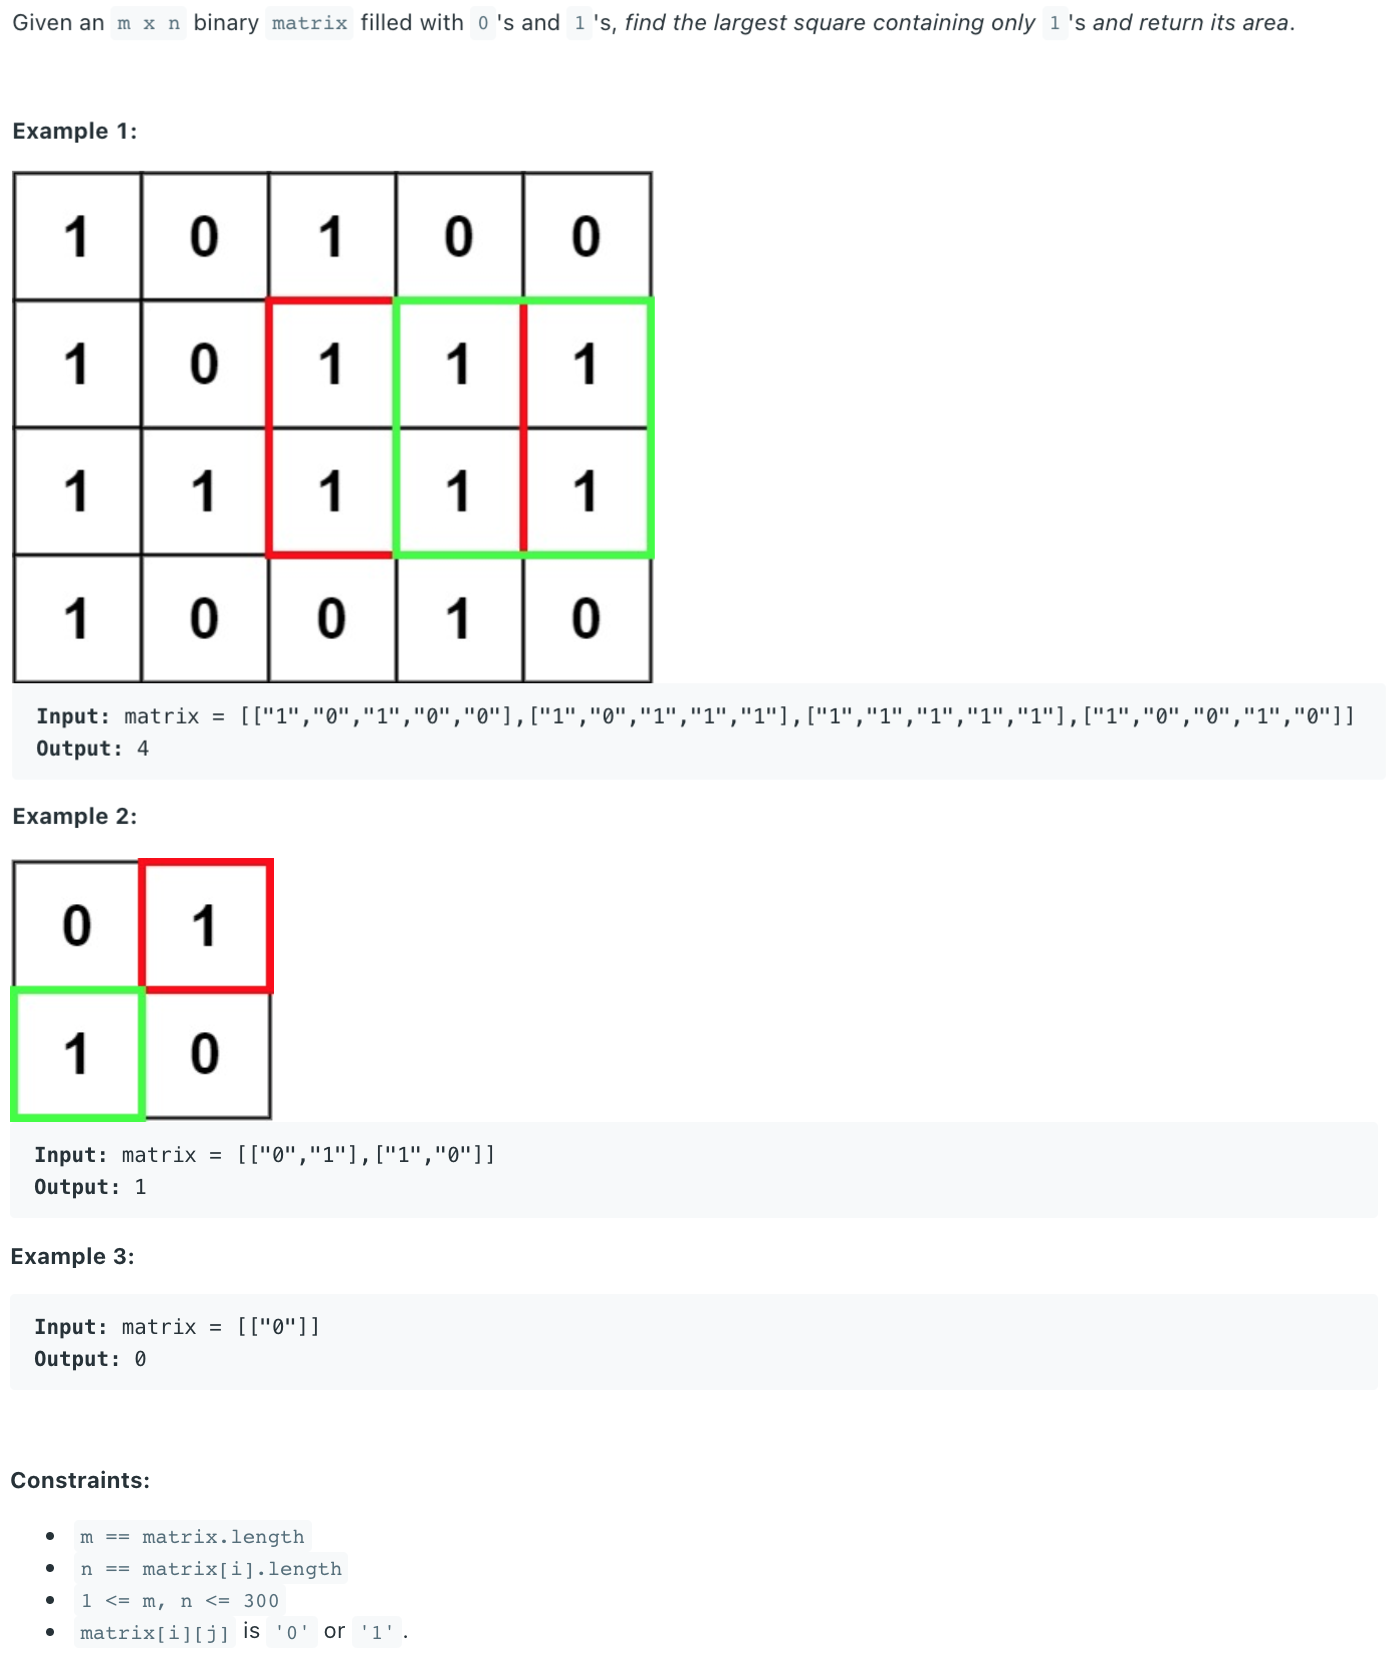 Given an m x n binary matrix filled with 0 's and 1 's, find the largest square containing only 1 's and return its area.
Example 1:
1 0 1 0 0
1 0 1 1 1
1 1 1 1 1
1 0 0 1 0
Input: matrix = [["1","0","1","0","0"],["1","0","1","1","1"],["1","1","1","1","1"],["1","0","0","1","0"]]
Output: 4
Example 2:
0 1
1 0
Input: matrix = [["0","1"],["1","0"]]
Output: 1
Example 3:
Input: matrix = [["0"]]
Output: 0
Constraints:
• m == matrix.length
• n == matrix[i].length
• 1 <= m, n <= 300
• matrix[i][j] is '0' or '1'.